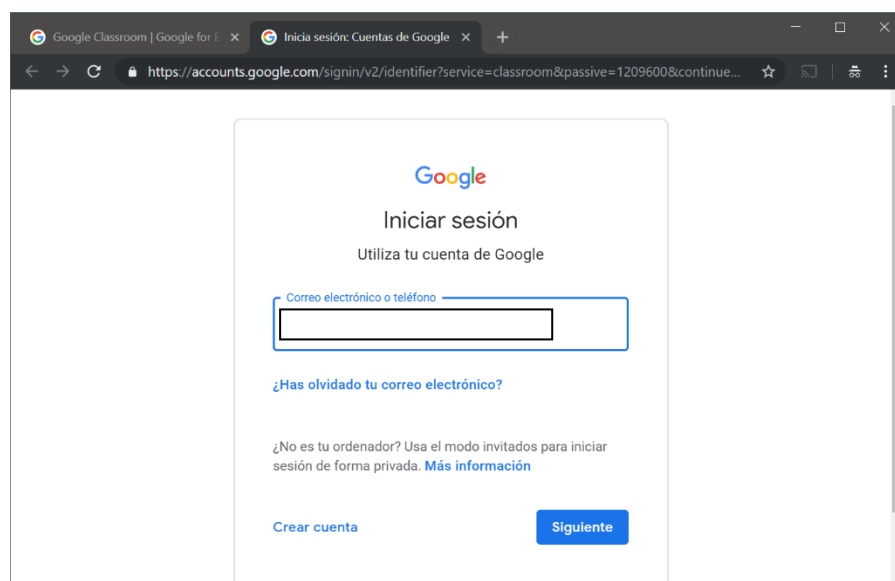 Google Classroom | Google for E
Inicia sesión: Cuentas de Google
https://accounts.google.com/signin/v2/identifier?service=classroom&passive=1209600&continue...
Google
Iniciar sesión
Utiliza tu cuenta de Google
Correo electrónico o teléfono
¿Has olvidado tu correo electrónico?
¿No es tu ordenador? Usa el modo invitados para iniciar
sesión de forma privada. Más información
Crear cuenta
Siguiente